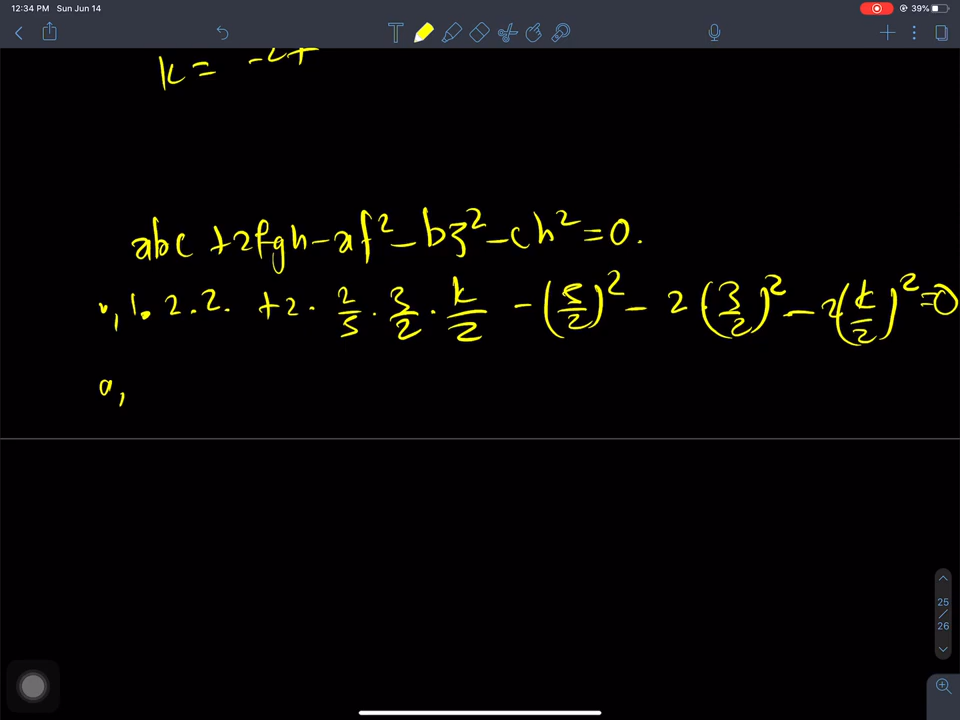 12:34 PM Sun Jun 14
39%
k =
abc + 2fgh - af² - bg² - ch² = 0.
1. 2. 2. + 2. 2/5 . 3/2 . k/2 - (5/2)² - 2 (3/2)² - 2(k/2)² = 0
25
26